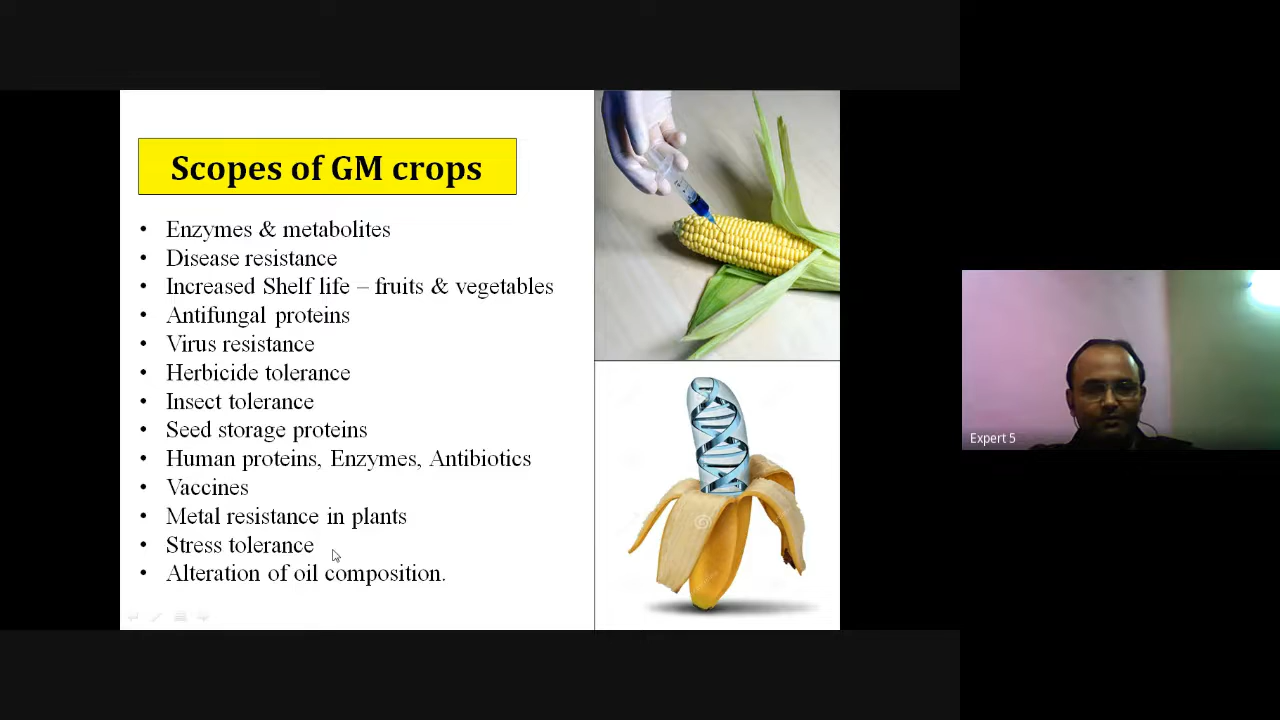 Scopes of GM crops
• Enzymes & metabolites
• Disease resistance
• Increased Shelf life – fruits & vegetables
• Antifungal proteins
• Virus resistance
• Herbicide tolerance
• Insect tolerance
• Seed storage proteins
• Human proteins, Enzymes, Antibiotics
• Vaccines
• Metal resistance in plants
• Stress tolerance
• Alteration of oil composition.
Expert 5